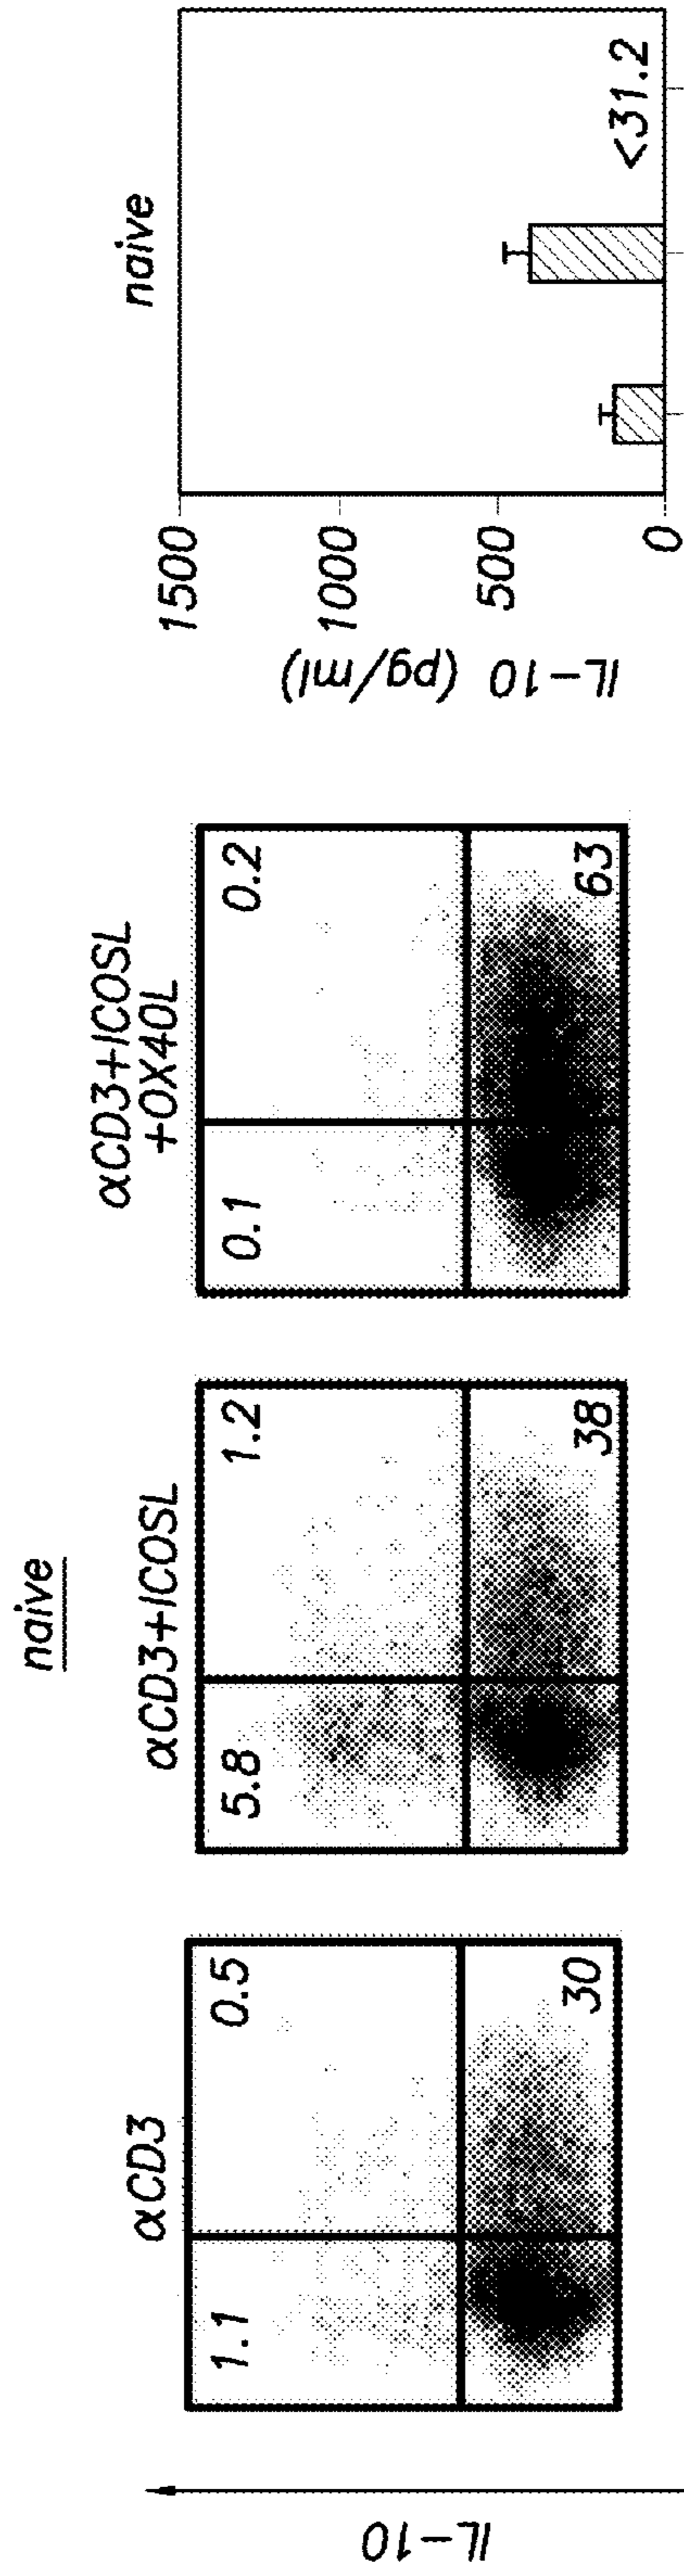 naive
αCD3
αCD3+ICOSL
αCD3+ICOSL
+OX40L
IL-10
1.1
0.5
30
5.8
1.2
38
0.1
0.2
63
naive
IL-10 (pg/ml)
1500
1000
500
0
<31.2